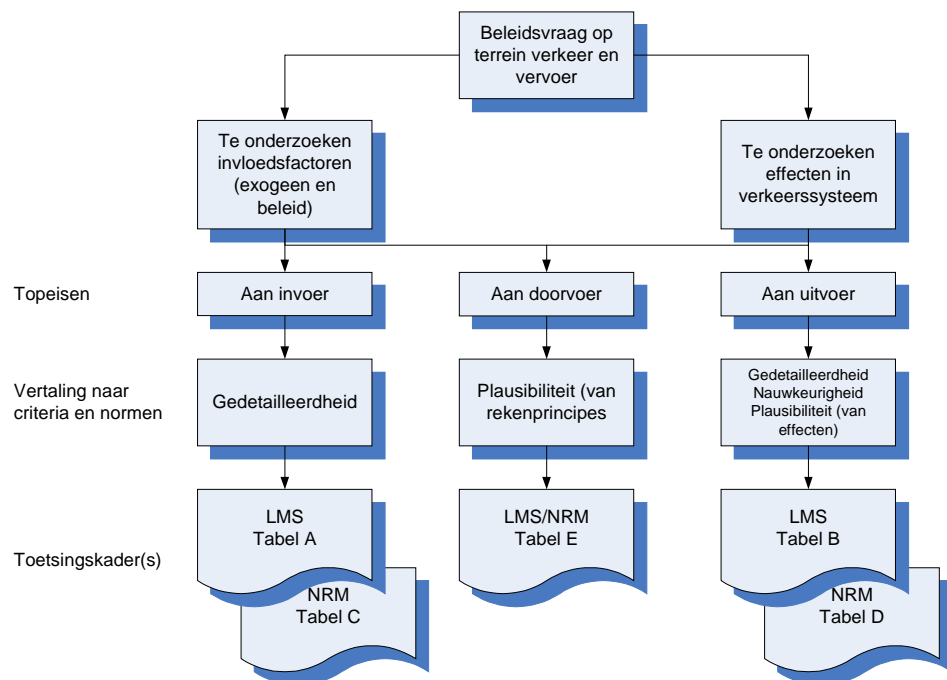 Beleidsvraag op
terrein verkeer en
vervoer
Te onderzoeken
invloedsfactoren
(exogeen en
beleid)
Te onderzoeken
effecten in
verkeerssysteem
Topeisen
Aan invoer
Aan doorvoer
Aan uitvoer
Vertaling naar
criteria en normen
Gedetailleerdheid
Plausibiliteit (van
rekenprincipes
Gedetailleerdheid
Nauwkeurigheid
Plausibiliteit (van
effecten)
Toetsingskader(s)
LMS
Tabel A
NRM
Tabel C
LMS/NRM
Tabel E
LMS
Tabel B
NRM
Tabel D